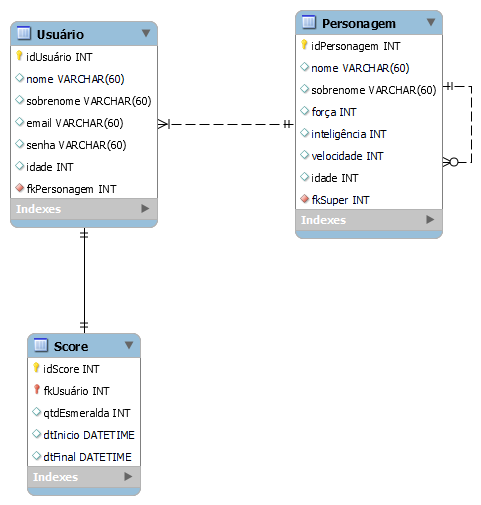 Usuário
idUsuário INT
nome VARCHAR(60)
sobrenome VARCHAR(60)
email VARCHAR(60)
senha VARCHAR(60)
idade INT
fkPersonagem INT
Indexes
Personagem
idPersonagem INT
nome VARCHAR(60)
sobrenome VARCHAR(60)
força INT
inteligência INT
velocidade INT
idade INT
fkSuper INT
Indexes
Score
idScore INT
fkUsuário INT
qtdEsmeralda INT
dtInicio DATETIME
dtFinal DATETIME
Indexes